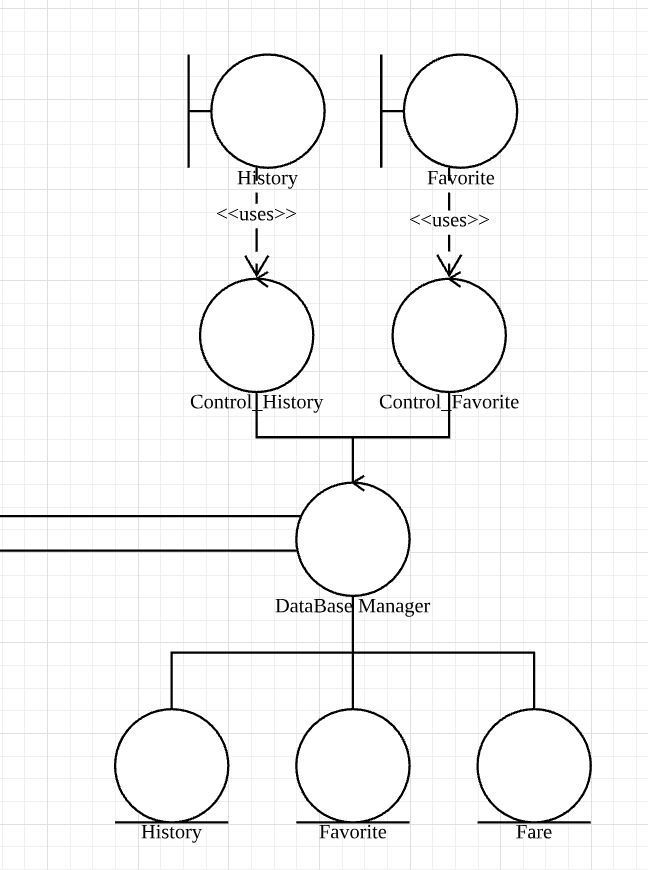 History
Favorite
<<uses>>
<<uses>>
Control_History
Control_Favorite
DataBase Manager
History
Favorite
Fare